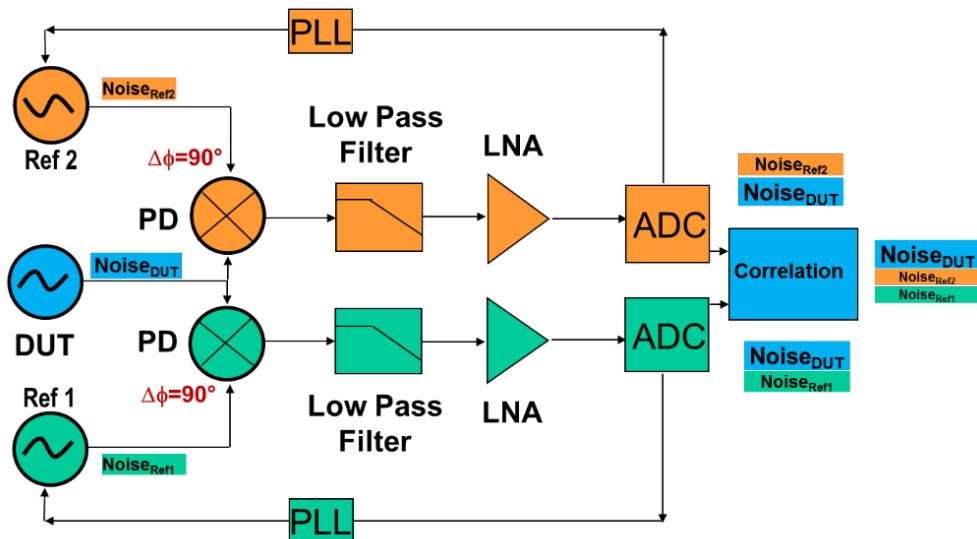 PLL
Noise_Ref2
Ref 2
Δϕ=90°
PD
Low Pass
Filter
LNA
ADC
Noise_Ref2
Noise_DUT
Noise_DUT
DUT
Correlation
Noise_DUT
Noise_Ref2
Noise_Ref1
PD
Δϕ=90°
Low Pass
Filter
LNA
ADC
Noise_DUT
Noise_Ref1
Ref 1
Noise_Ref1
PLL